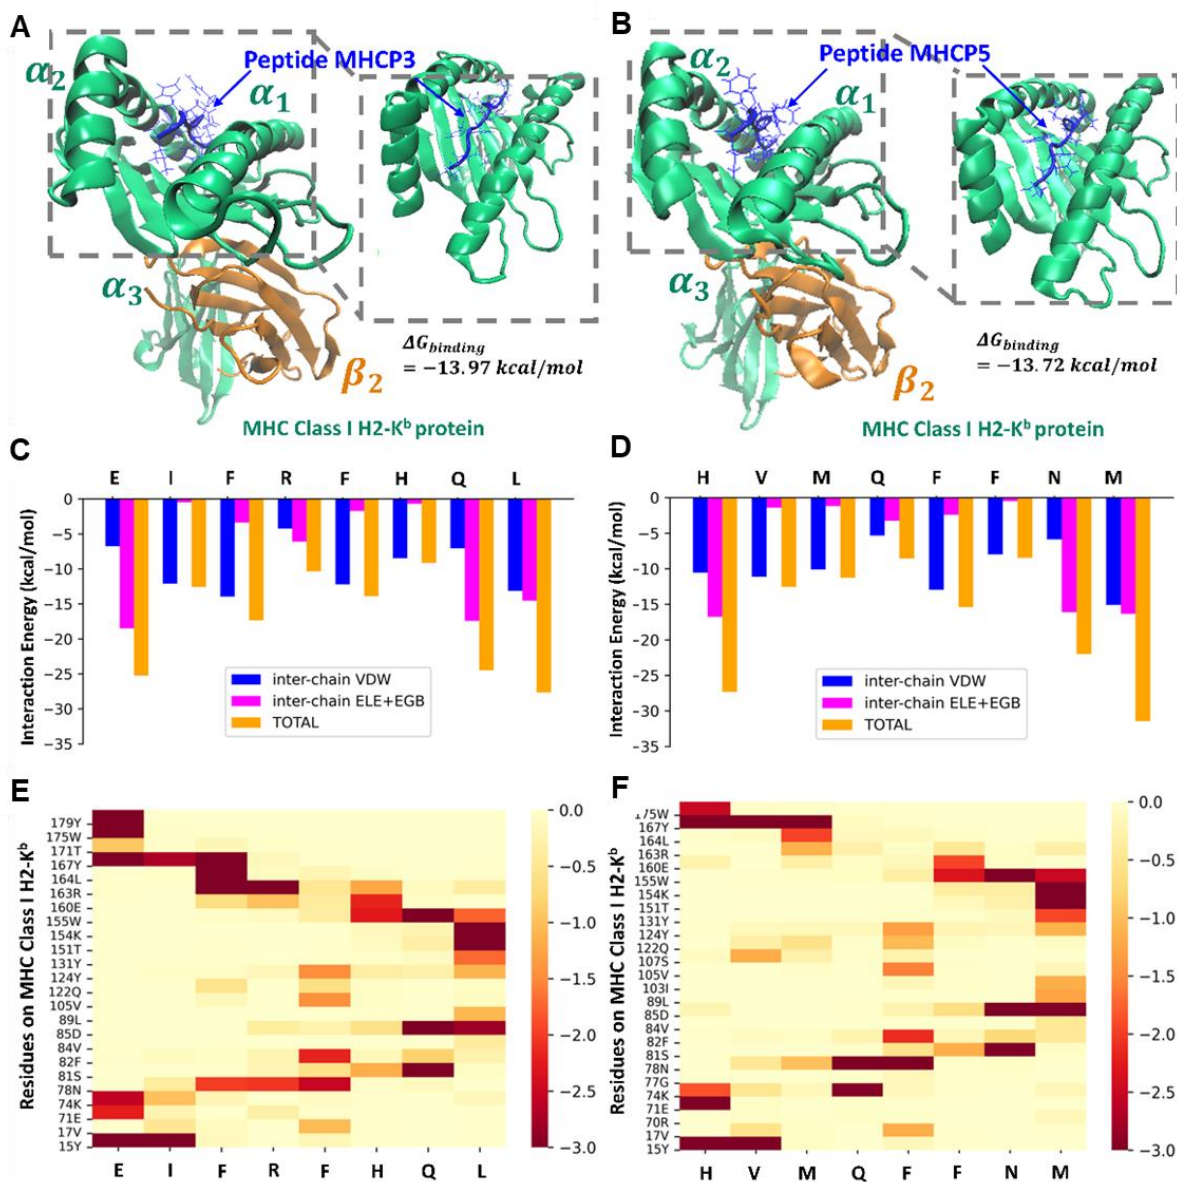 A
B
Peptide MHCP3
Peptide MHCP5
α2
α1
α2
α1
α3
α3
β2
β2
ΔGbinding
= −13.97 kcal/mol
ΔGbinding
= −13.72 kcal/mol
MHC Class I H2-Kᵇ protein
MHC Class I H2-Kᵇ protein
C
E I F R F H Q L
Interaction Energy (kcal/mol)
0
−5
−10
−15
−20
−25
−30
−35
inter-chain VDW
inter-chain ELE+EGB
TOTAL
D
H V M Q F F N M
Interaction Energy (kcal/mol)
0
−5
−10
−15
−20
−25
−30
−35
inter-chain VDW
inter-chain ELE+EGB
TOTAL
E
Residues on MHC Class I H2-Kᵇ
179Y
175W
171T
167Y
164L
163R
160E
155W
154K
151T
131Y
124Y
122Q
105V
89L
85D
84V
82F
81S
78N
74K
71E
17V
15Y
E I F R F H Q L
0.0
−0.5
−1.0
−1.5
−2.0
−2.5
−3.0
F
Residues on MHC Class I H2-Kᵇ
175W
167Y
164L
163R
160E
155W
154K
151T
131Y
124Y
122Q
107S
105V
103I
89L
85D
84V
82F
81S
78N
77G
74K
71E
70R
17V
15Y
H V M Q F F N M
0.0
−0.5
−1.0
−1.5
−2.0
−2.5
−3.0